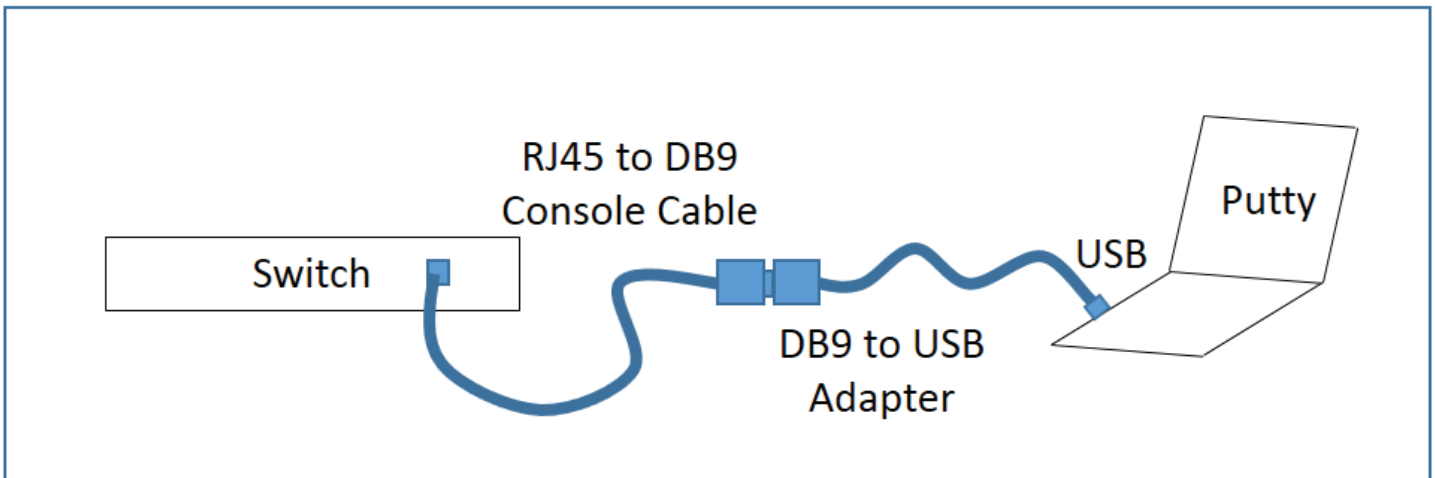 RJ45 to DB9
Console Cable
Switch
DB9 to USB
Adapter
USB
Putty